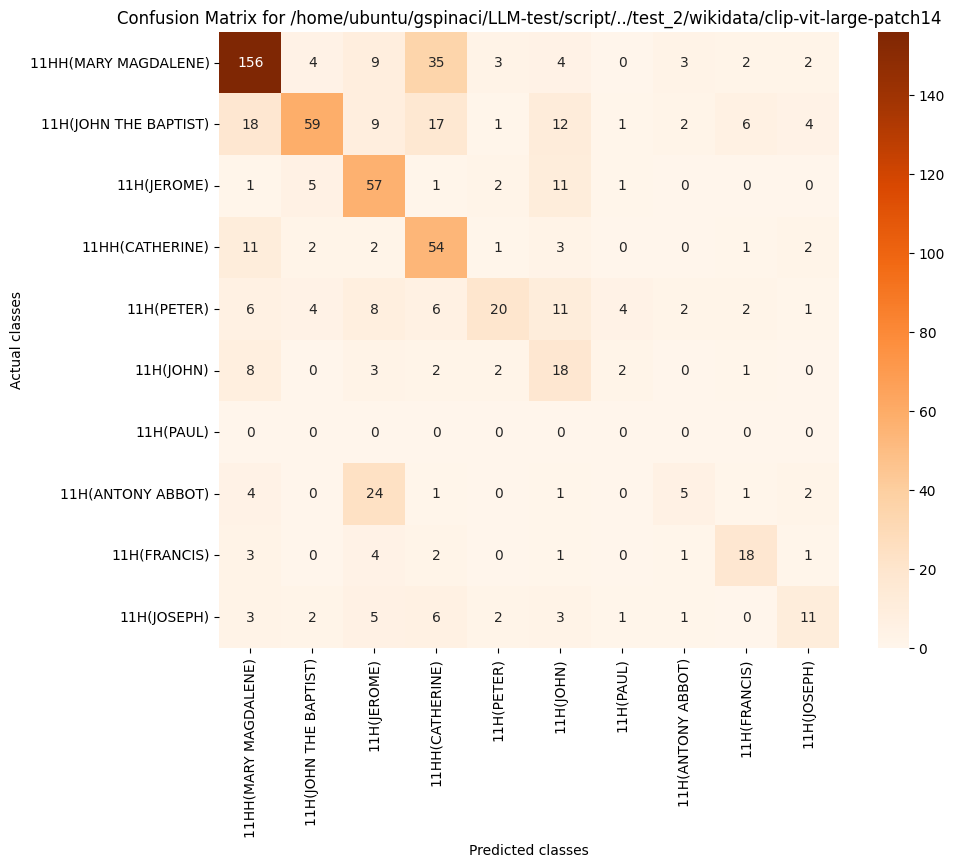 Confusion Matrix for /home/ubuntu/gspinaci/LLM-test/script/../test_2/wikidata/clip-vit-large-patch14
Actual classes
11HH(MARY MAGDALENE) 156 4 9 35 3 4 0 3 2 2
11H(JOHN THE BAPTIST) 18 59 9 17 1 12 1 2 6 4
11H(JEROME) 1 5 57 1 2 11 1 0 0 0
11HH(CATHERINE) 11 2 2 54 1 3 0 0 1 2
11H(PETER) 6 4 8 6 20 11 4 2 2 1
11H(JOHN) 8 0 3 2 2 18 2 0 1 0
11H(PAUL) 0 0 0 0 0 0 0 0 0 0
11H(ANTONY ABBOT) 4 0 24 1 0 1 0 5 1 2
11H(FRANCIS) 3 0 4 2 0 1 0 1 18 1
11H(JOSEPH) 3 2 5 6 2 3 1 1 0 11
11HH(MARY MAGDALENE)
11H(JOHN THE BAPTIST)
11H(JEROME)
11HH(CATHERINE)
11H(PETER)
11H(JOHN)
11H(PAUL)
11H(ANTONY ABBOT)
11H(FRANCIS)
11H(JOSEPH)
Predicted classes
140
120
100
80
60
40
20
0